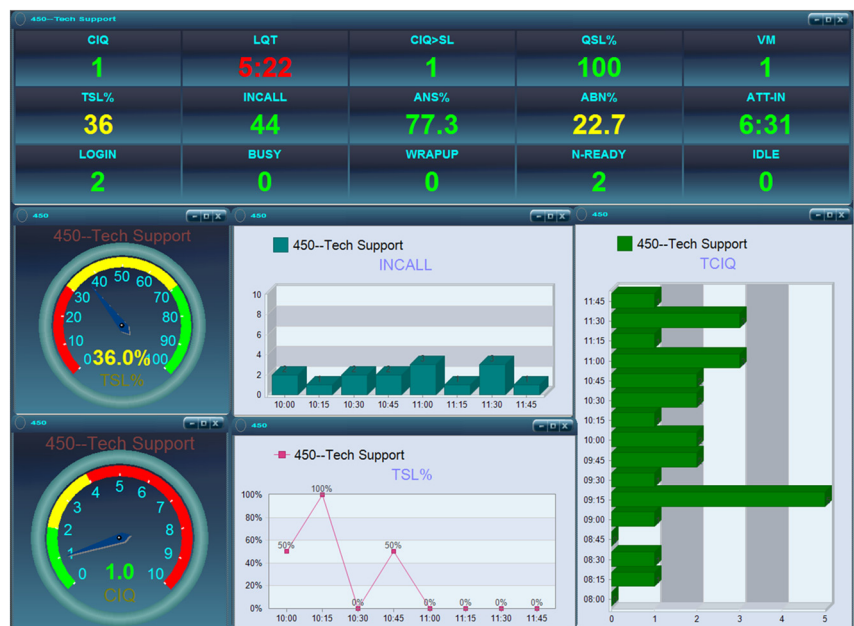 450--Tech Support
CIQ LQT CIQ>SL QSL% VM
1 5:22 1 100 1
TSL% INCALL ANS% ABN% ATT-IN
36 44 77.3 22.7 6:31
LOGIN BUSY WRAPUP N-READY IDLE
2 0 0 2 0
450
450--Tech Support
0 10 20 30 40 50 60 70 80 90 100
36.0%
TSL%
450
450--Tech Support
INCALL
10
8
6
4
2
0
10:00 10:15 10:30 10:45 11:00 11:15 11:30 11:45
450
450--Tech Support
TCIQ
11:45
11:30
11:15
11:00
10:45
10:30
10:15
10:00
09:45
09:30
09:15
09:00
08:45
08:30
08:15
08:00
0 1 2 3 4 5
450
450--Tech Support
0 1 2 3 4 5 6 7 8 9 10
1.0
CIQ
450
450--Tech Support
TSL%
100%
80%
60%
40%
20%
0%
50% 100% 0% 50% 0% 0% 0% 0%
10:00 10:15 10:30 10:45 11:00 11:15 11:30 11:45